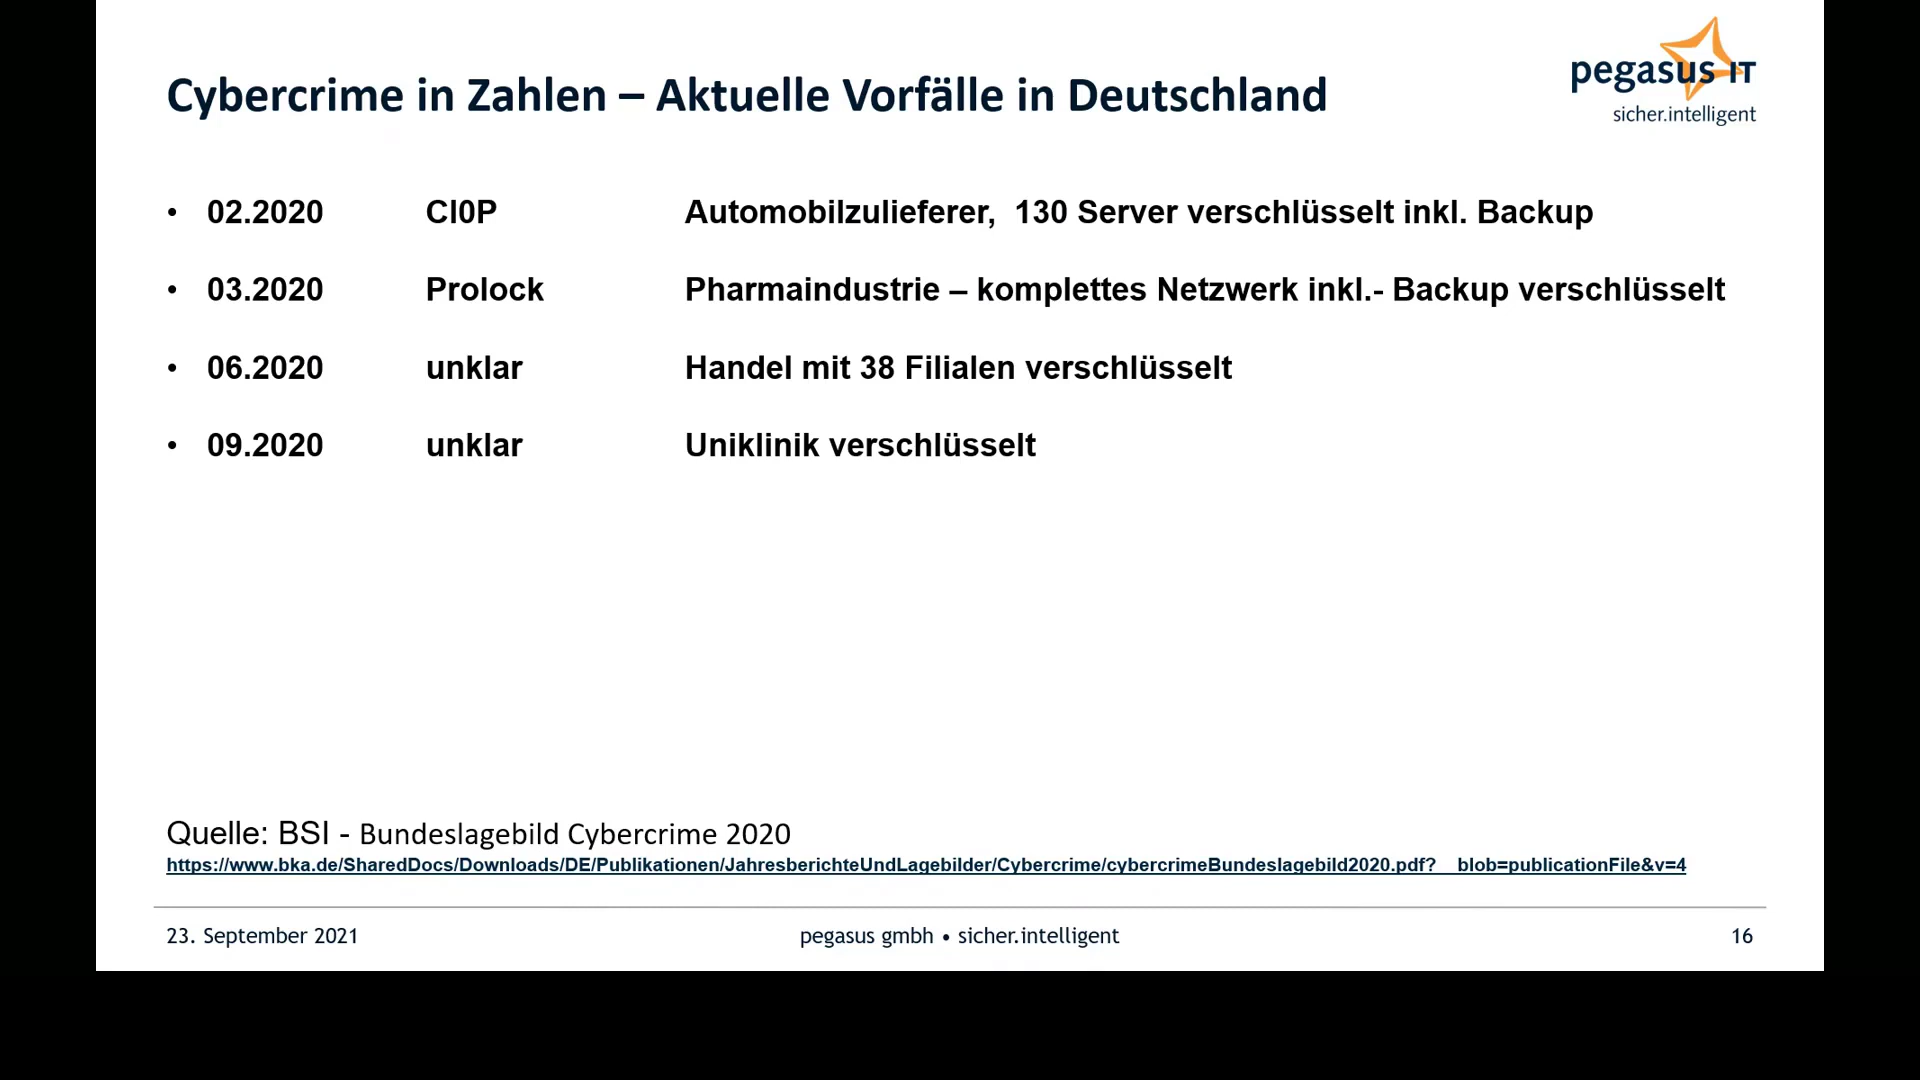 Cybercrime in Zahlen – Aktuelle Vorfälle in Deutschland
pegasus IT
sicher.intelligent
• 02.2020 Cl0P Automobilzulieferer, 130 Server verschlüsselt inkl. Backup
• 03.2020 Prolock Pharmaindustrie – komplettes Netzwerk inkl.- Backup verschlüsselt
• 06.2020 unklar Handel mit 38 Filialen verschlüsselt
• 09.2020 unklar Uniklinik verschlüsselt
Quelle: BSI - Bundeslagebild Cybercrime 2020
https://www.bka.de/SharedDocs/Downloads/DE/Publikationen/JahresberichteUndLagebilder/Cybercrime/cybercrimeBundeslagebild2020.pdf?__blob=publicationFile&v=4
23. September 2021 pegasus gmbh • sicher.intelligent 16